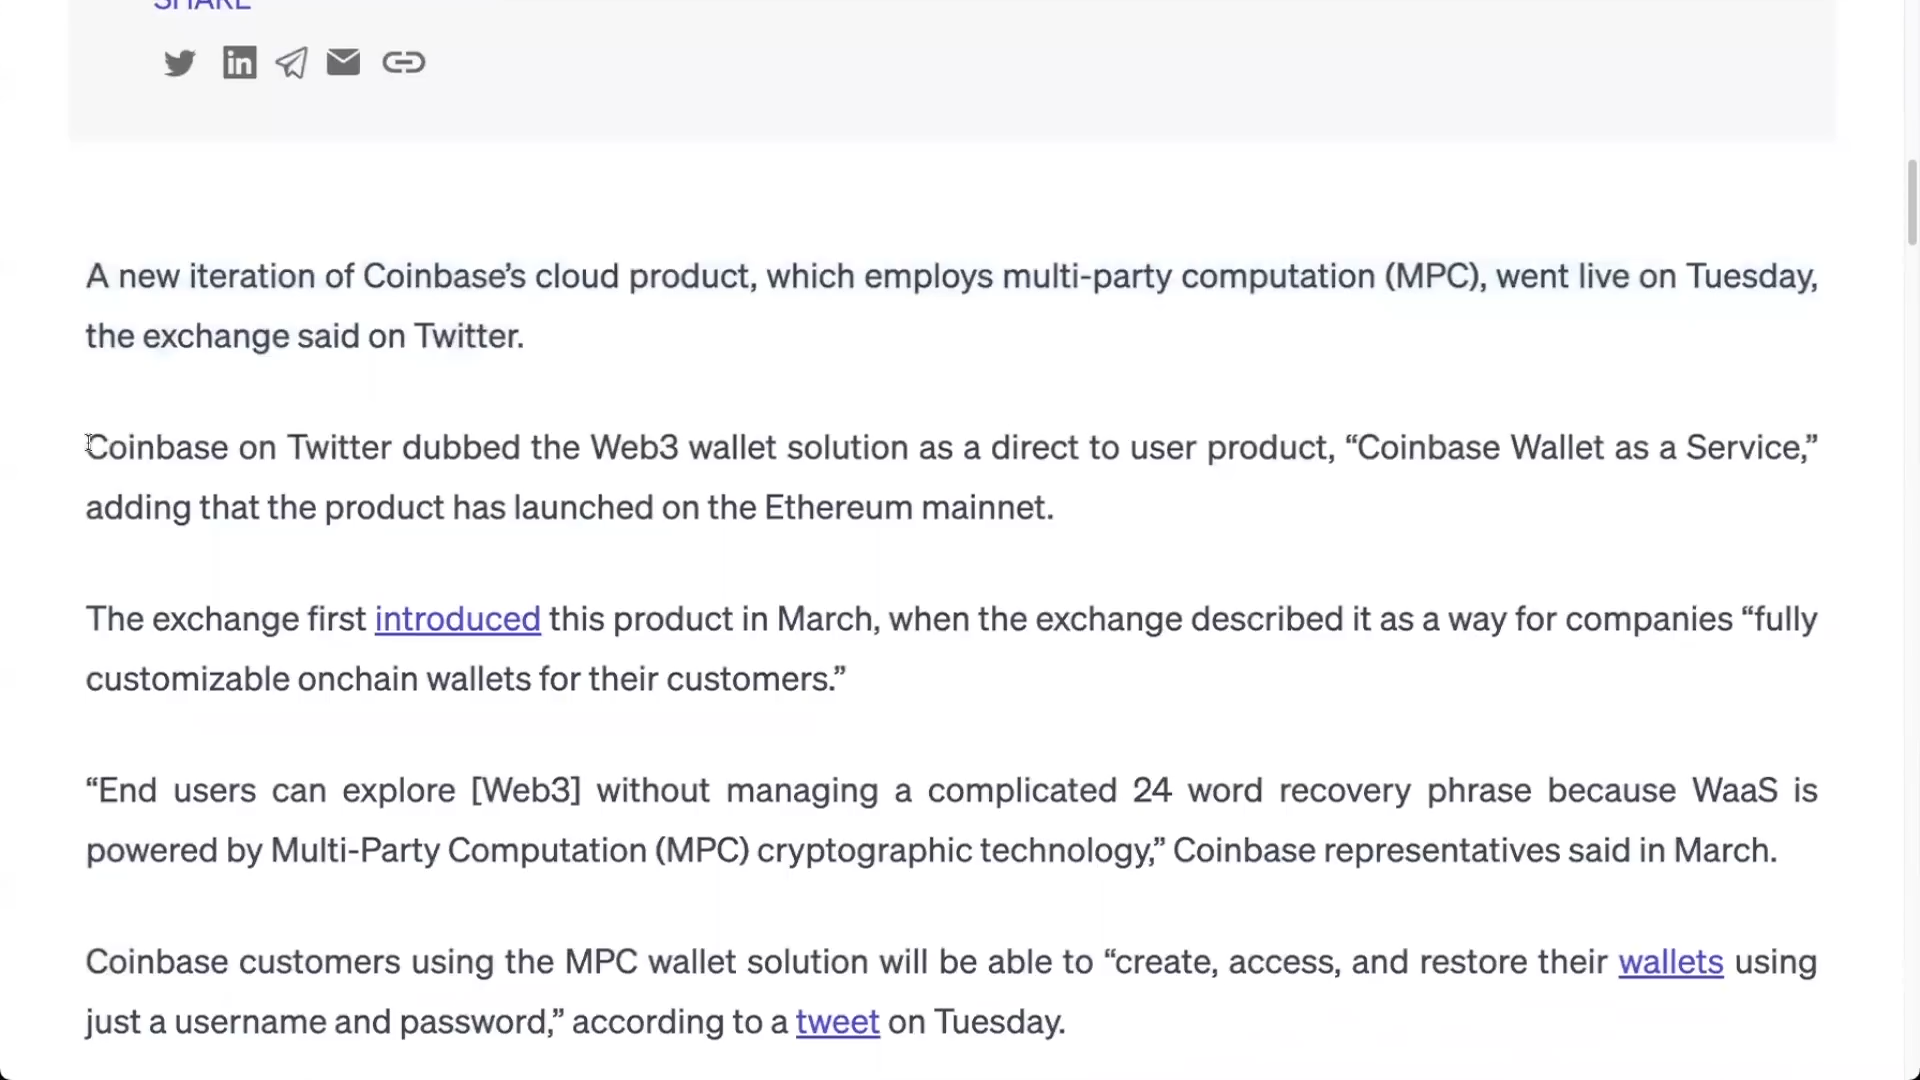 SHARE
A new iteration of Coinbase’s cloud product, which employs multi-party computation (MPC), went live on Tuesday,
the exchange said on Twitter.
Coinbase on Twitter dubbed the Web3 wallet solution as a direct to user product, “Coinbase Wallet as a Service,”
adding that the product has launched on the Ethereum mainnet.
The exchange first introduced this product in March, when the exchange described it as a way for companies “fully
customizable onchain wallets for their customers.”
“End users can explore [Web3] without managing a complicated 24 word recovery phrase because WaaS is
powered by Multi-Party Computation (MPC) cryptographic technology,” Coinbase representatives said in March.
Coinbase customers using the MPC wallet solution will be able to “create, access, and restore their wallets using
just a username and password,” according to a tweet on Tuesday.